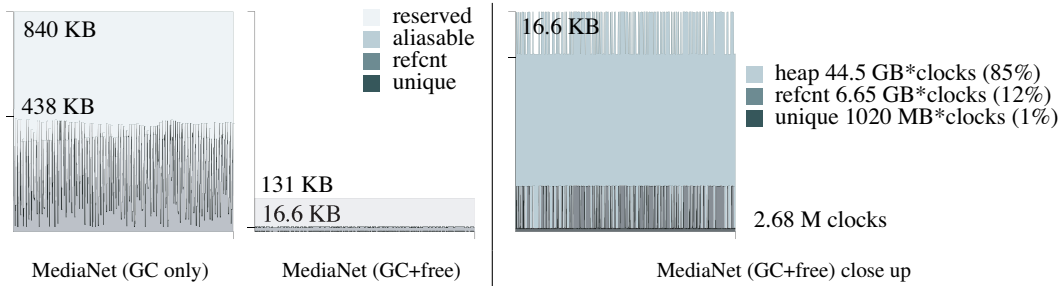 840 KB
438 KB
MediaNet (GC only)
reserved
aliasable
refcnt
unique
131 KB
16.6 KB
MediaNet (GC+free)
16.6 KB
heap 44.5 GB*clocks (85%)
refcnt 6.65 GB*clocks (12%)
unique 1020 MB*clocks (1%)
2.68 M clocks
MediaNet (GC+free) close up